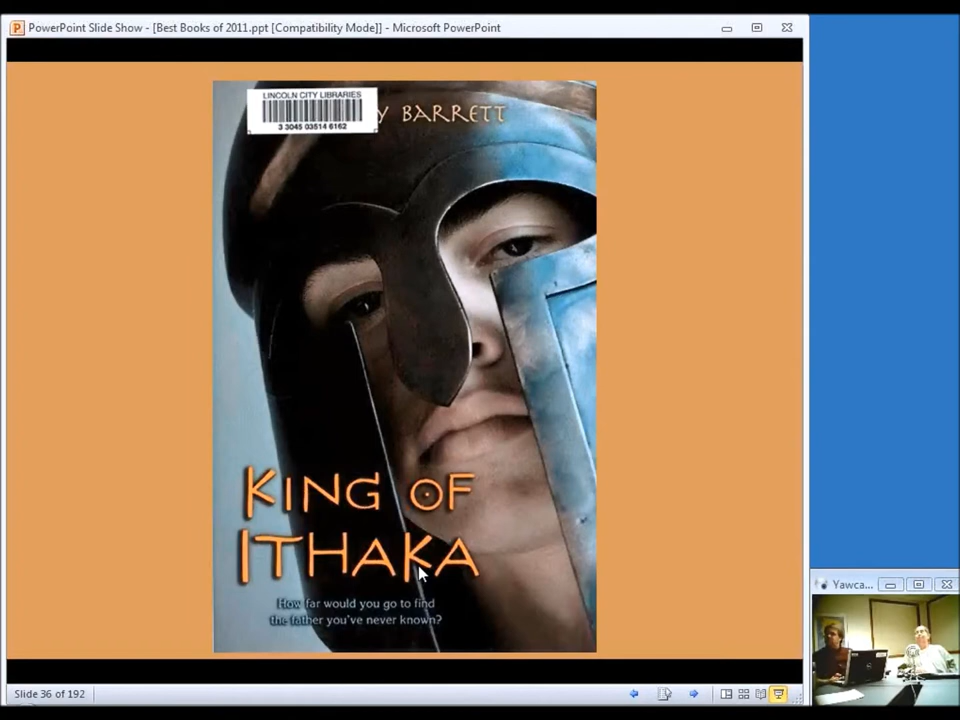 PowerPoint Slide Show - [Best Books of 2011.ppt [Compatibility Mode]] - Microsoft PowerPoint
LINCOLN CITY LIBRARIES
3 3045 03514 6162
Y BARRETT
KING OF
ITHAKA
How far would you go to find
the father you've never known?
Yawca...
Slide 36 of 192